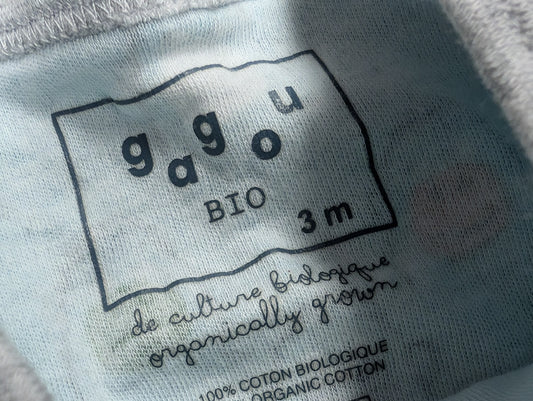 gagou
BIO
3 m
de culture biologique
organically grown
100% COTON BIOLOGIQUE
ORGANIC COTTON